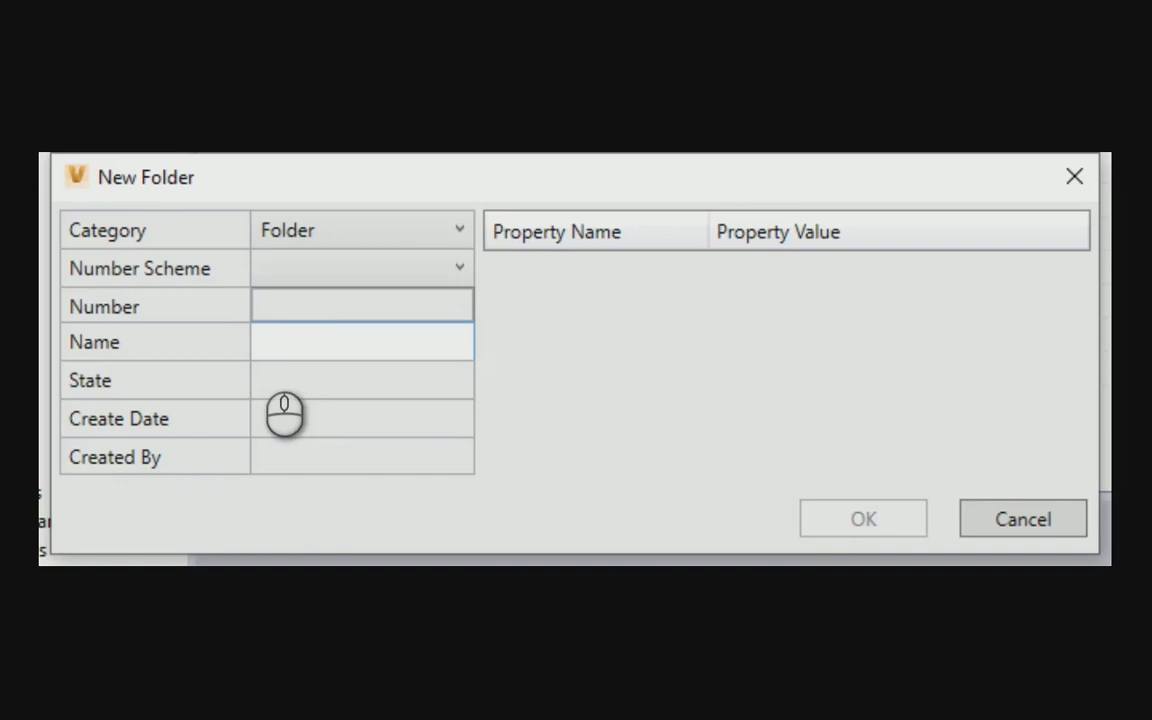 New Folder
Category Folder
Number Scheme
Number
Name
State
Create Date
Created By
Property Name Property Value
OK Cancel